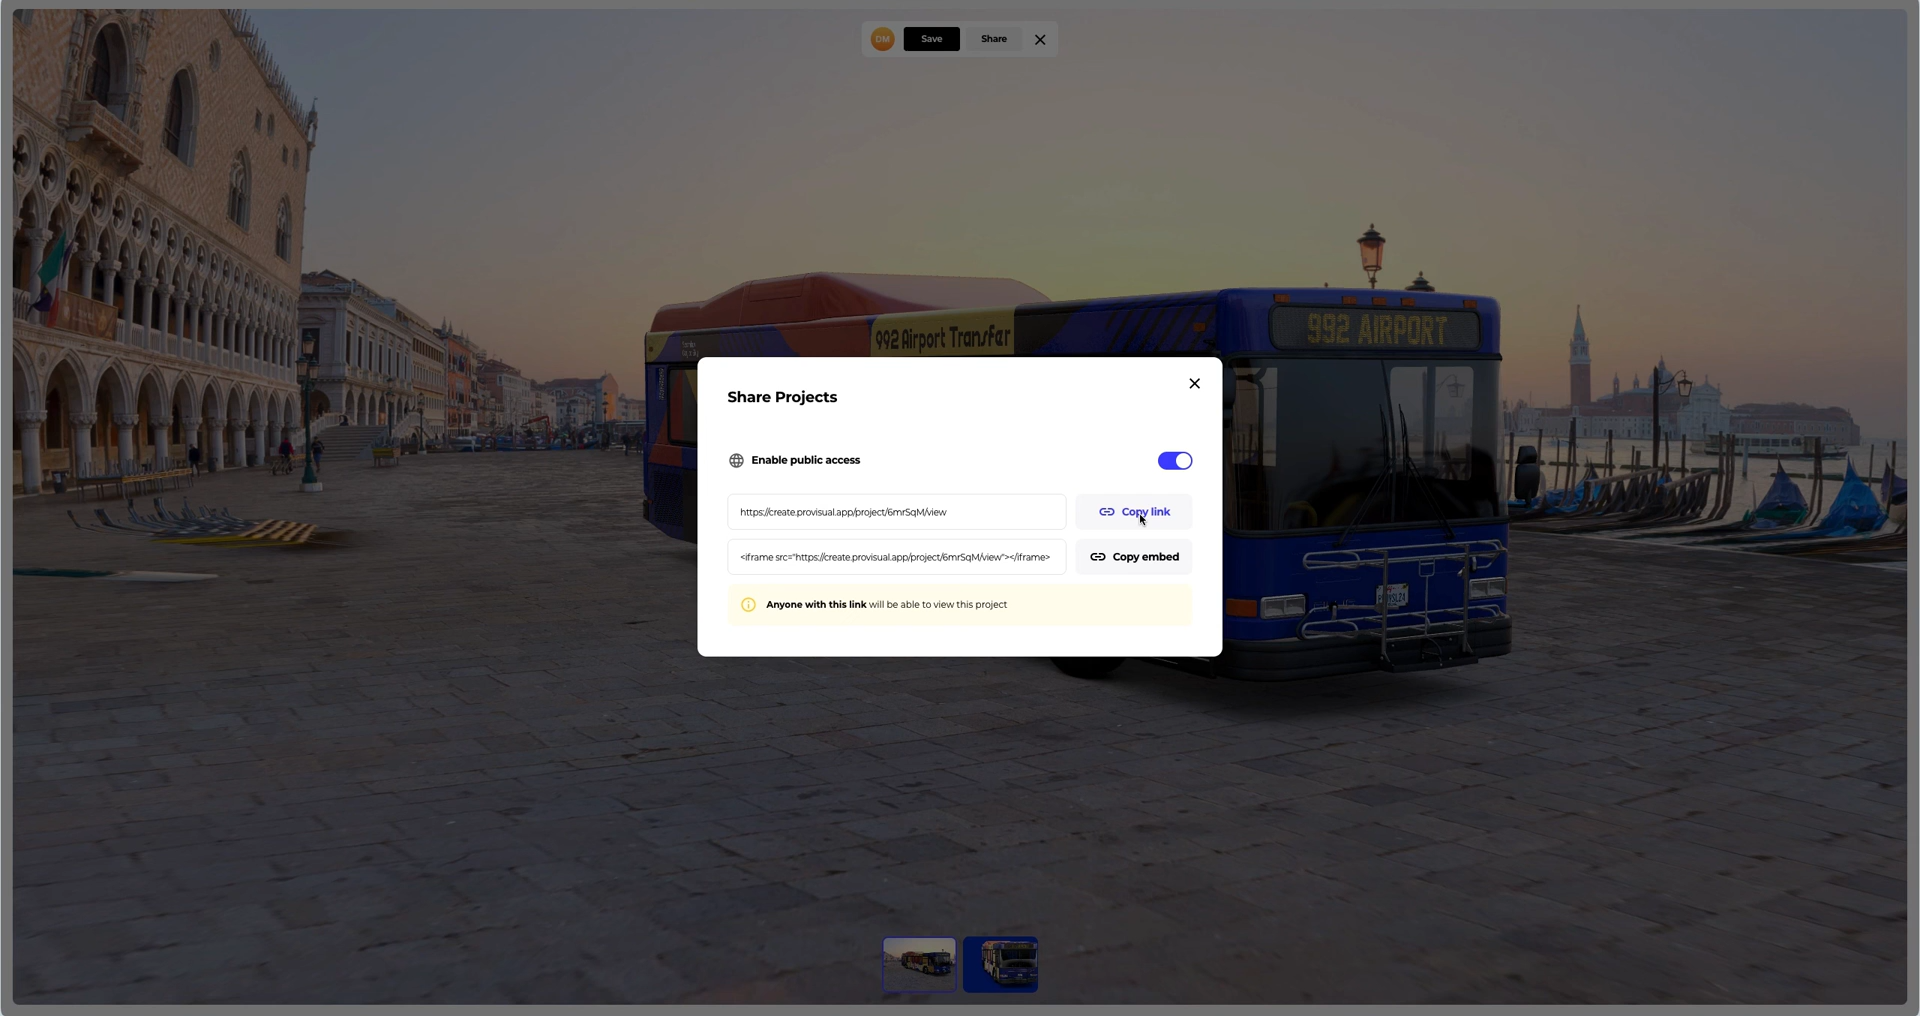 DM
Save
Share
992 Airport Transfer
992 AIRPORT
Share Projects
Enable public access
https://create.provisual.app/project/6mrSqM/view
Copy link
<iframe src="https://create.provisual.app/project/6mrSqM/view"></iframe>
Copy embed
Anyone with this link will be able to view this project